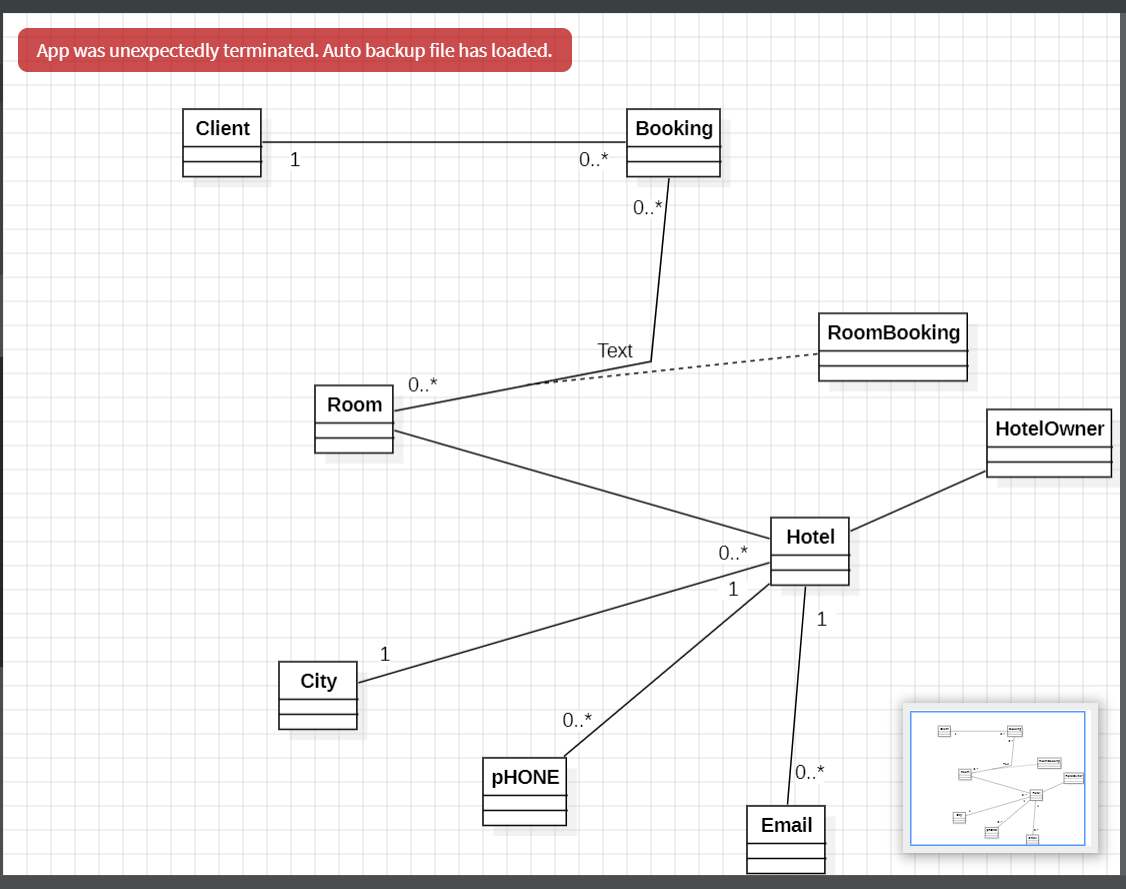 App was unexpectedly terminated. Auto backup file has loaded.
Client
Booking
1
0..*
0..*
RoomBooking
Text
0..*
Room
HotelOwner
Hotel
0..*
1
1
1
City
0..*
pHONE
0..*
Email